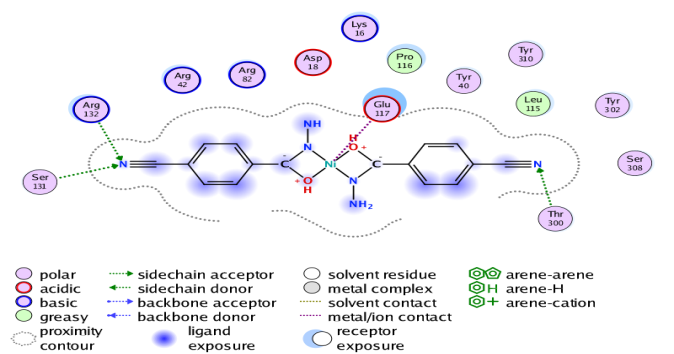 Lys
16
Asp
18
Pro
116
Tyr
310
Arg
42
Arg
82
Tyr
40
Arg
132
Glu
117
Leu
115
Tyr
302
NH
H
N
O +
N
C -
Ni
C -
N
+ O
H
N
NH2
Ser
131
Ser
308
Thr
300
polar
acidic
basic
greasy
proximity
contour
sidechain acceptor
sidechain donor
backbone acceptor
backbone donor
ligand
exposure
solvent residue
metal complex
solvent contact
metal/ion contact
receptor
exposure
arene-arene
H arene-H
+ arene-cation